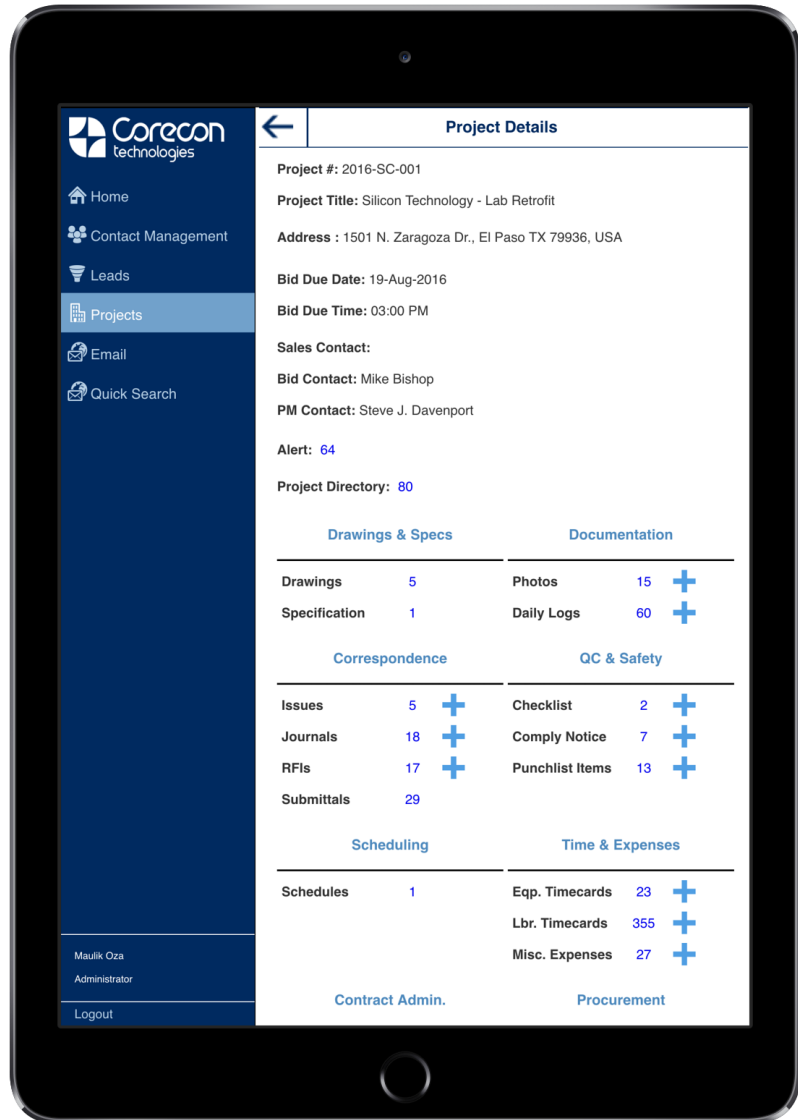 Corecon
technologies
Home
Contact Management
Leads
Projects
Email
Quick Search
Maulik Oza
Administrator
Logout
Project Details
Project #: 2016-SC-001
Project Title: Silicon Technology - Lab Retrofit
Address : 1501 N. Zaragoza Dr., El Paso TX 79936, USA
Bid Due Date: 19-Aug-2016
Bid Due Time: 03:00 PM
Sales Contact:
Bid Contact: Mike Bishop
PM Contact: Steve J. Davenport
Alert: 64
Project Directory: 80
Drawings & Specs
Drawings 5
Specification 1
Documentation
Photos 15
Daily Logs 60
Correspondence
Issues 5
Journals 18
RFIs 17
Submittals 29
QC & Safety
Checklist 2
Comply Notice 7
Punchlist Items 13
Scheduling
Schedules 1
Time & Expenses
Eqp. Timecards 23
Lbr. Timecards 355
Misc. Expenses 27
Contract Admin.
Procurement